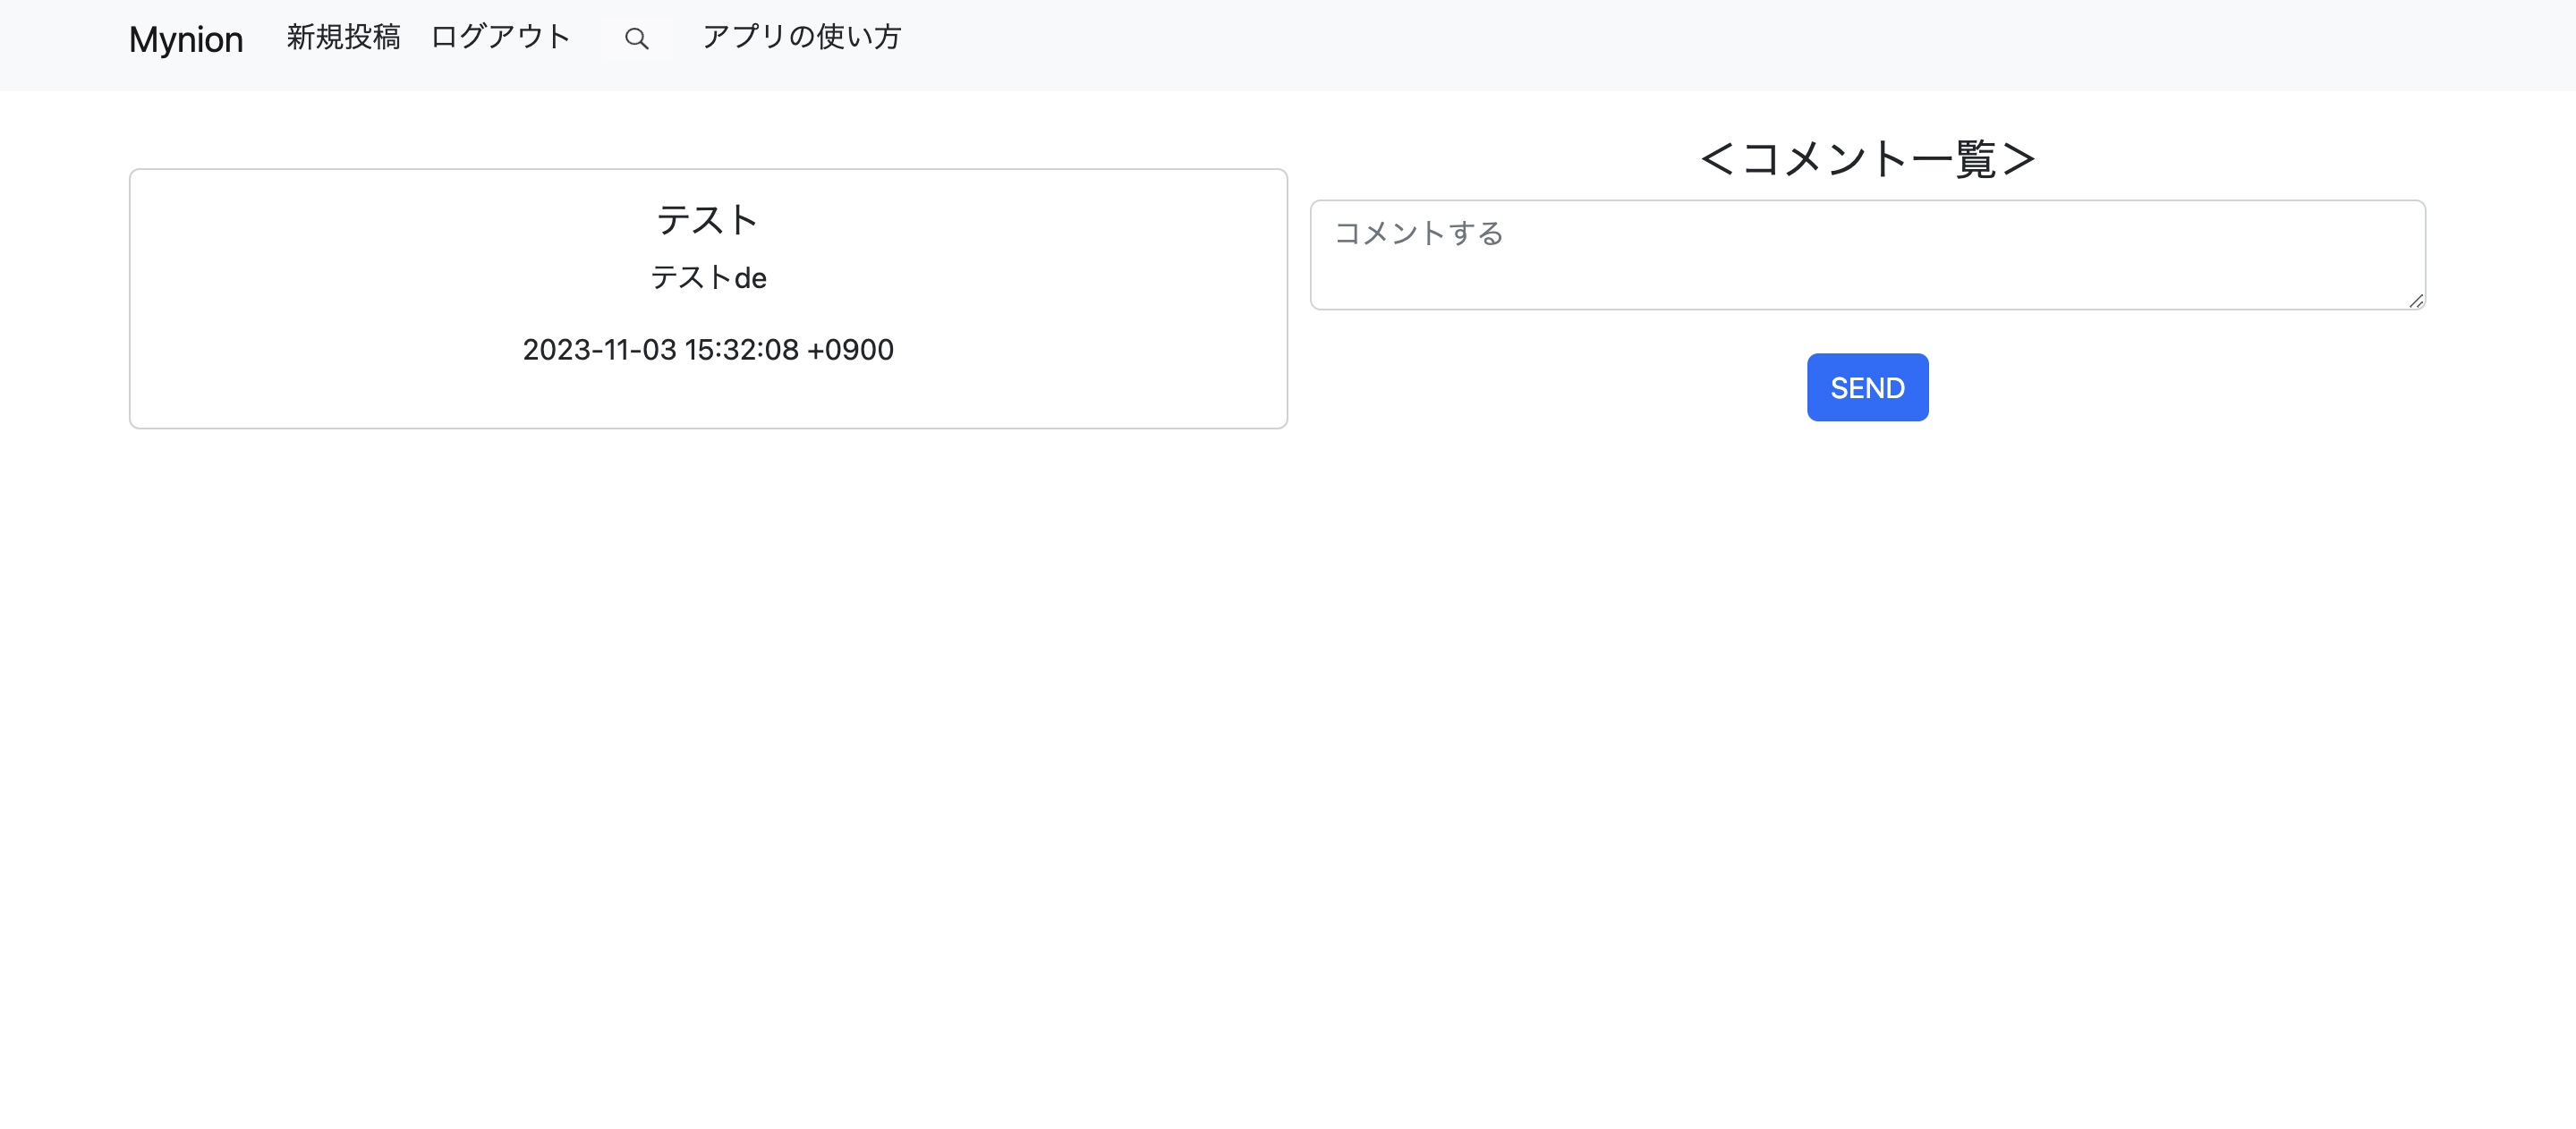 Mynion 新規投稿 ログアウト アプリの使い方
テスト
テストde
2023-11-03 15:32:08 +0900
＜コメント一覧＞
コメントする
SEND